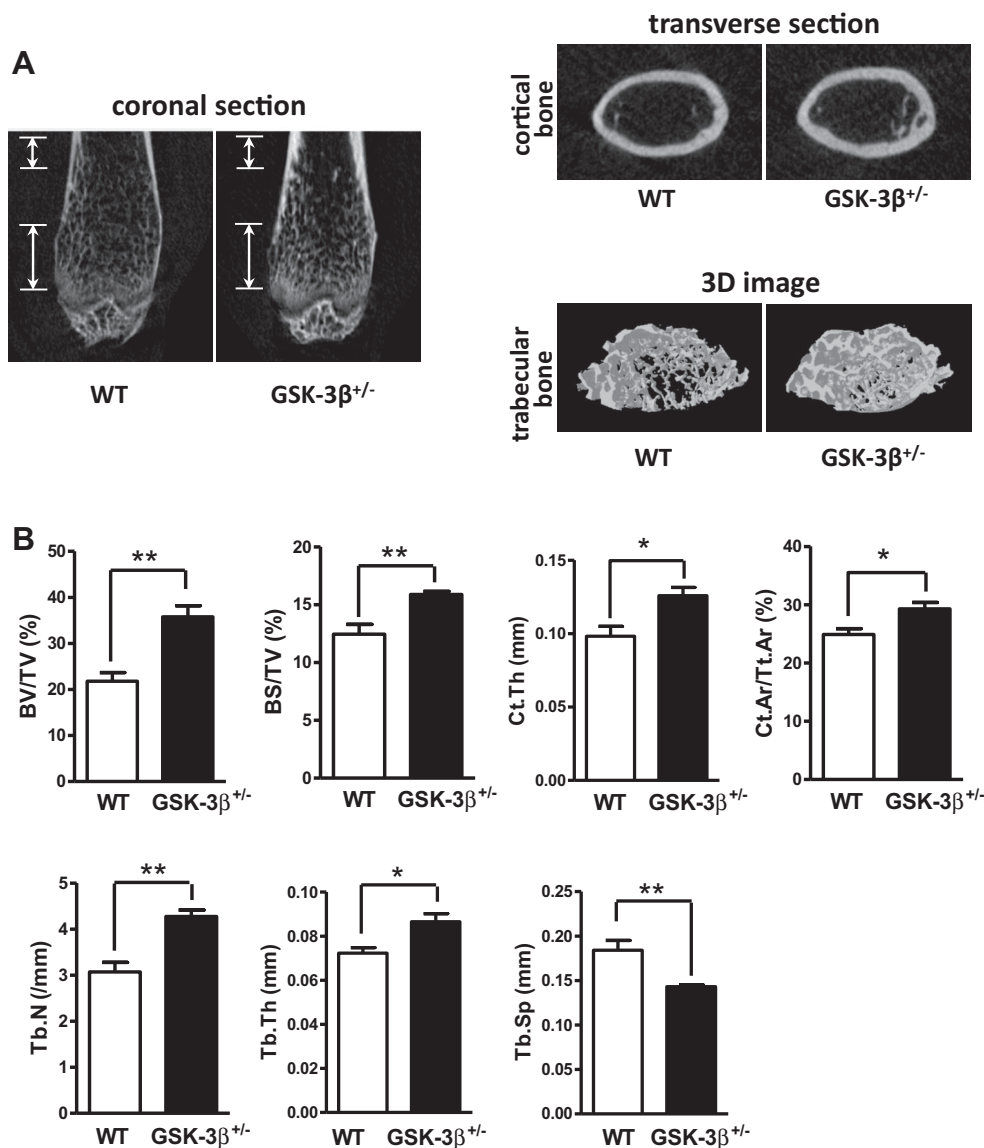 A
coronal section
WT
GSK-3β+/-
transverse section
cortical
bone
WT
GSK-3β+/-
3D image
trabecular
bone
WT
GSK-3β+/-
B
BV/TV (%)
50
40
30
20
10
0
**
WT GSK-3β+/-
BS/TV (%)
20
15
10
5
0
**
WT GSK-3β+/-
Ct.Th (mm)
0.15
0.10
0.05
0.00
*
WT GSK-3β+/-
Ct.Ar/Tt.Ar (%)
40
30
20
10
0
*
WT GSK-3β+/-
Tb.N (/mm)
5
4
3
2
1
0
**
WT GSK-3β+/-
Tb.Th (mm)
0.10
0.08
0.06
0.04
0.02
0.00
*
WT GSK-3β+/-
Tb.Sp (mm)
0.25
0.20
0.15
0.10
0.05
0.00
**
WT GSK-3β+/-